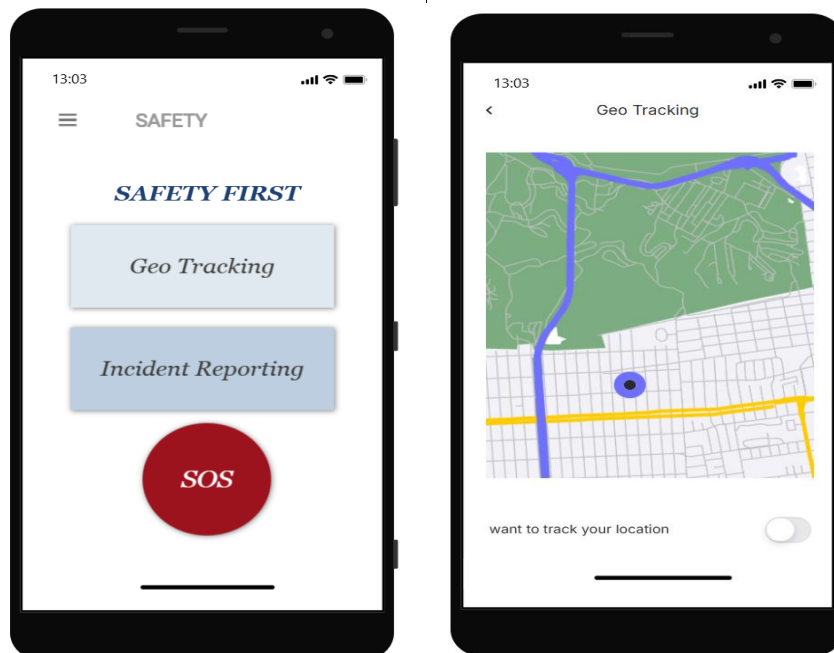 13:03
SAFETY
SAFETY FIRST
Geo Tracking
Incident Reporting
SOS
13:03
Geo Tracking
want to track your location